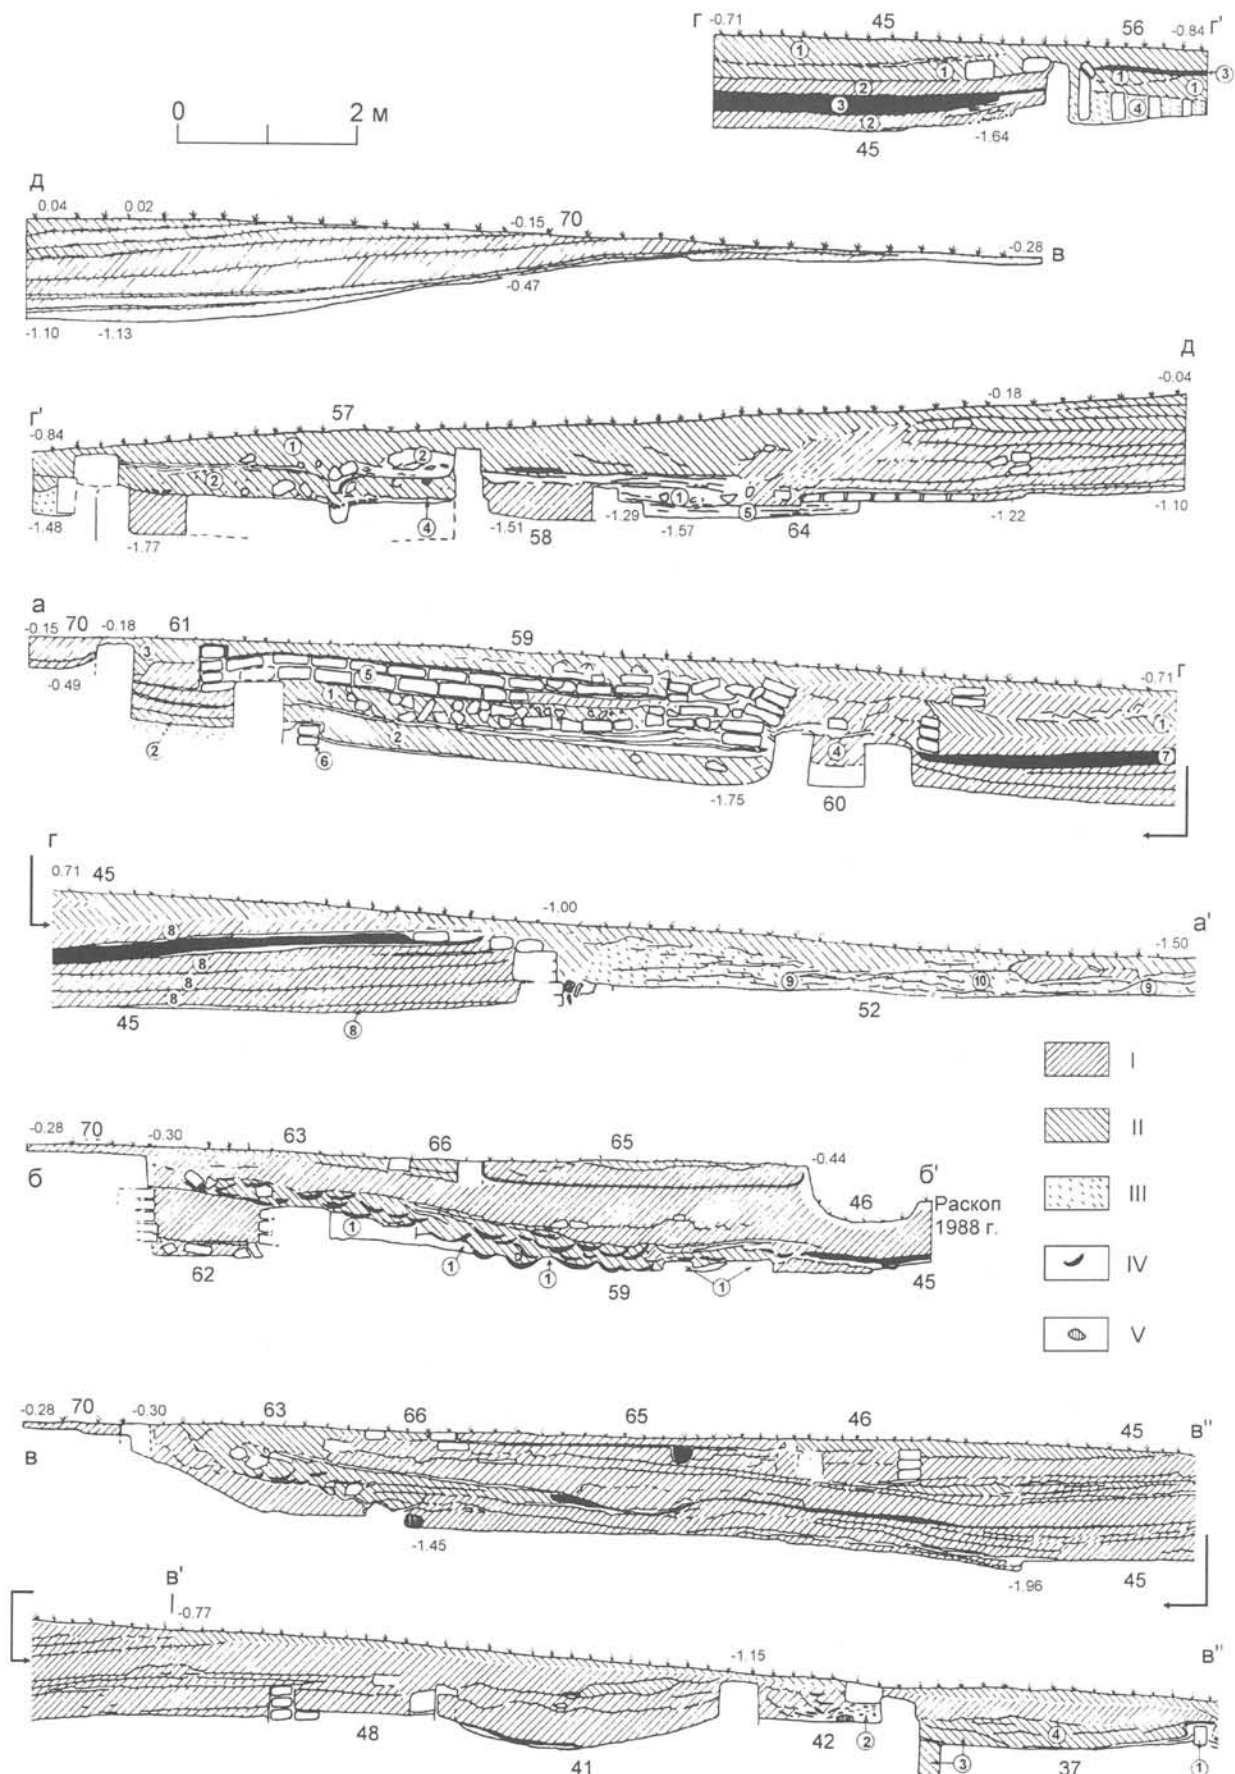 Г -0.71 45 56 -0.84 Г'
1 1 1 3
2 1
3 4
2
-1.64
45
0 2 м
Д
0.04 0.02 -0.15 70
-0.28
В
-0.47
-1.10 -1.13
Д
-0.04
-0.18
Г' 57
-0.84
1 2
2
1
4 5
-1.48 -1.77 -1.51 -1.29 -1.57 64 -1.22 -1.10
58
а
-0.15 70 -0.18 61 59 Г
3 -0.71
5
-0.49 1 1
2 2 4 7
6
-1.75 60
Г
0.71 45
-1.00 а'
8 -1.50
8
8 9 10 9
45 8 52
I
II
III
IV
V
-0.28 70 -0.30 63 66 65 -0.44
б 46 б'
Раскоп
1988 г.
1
1 1 1
62 59 45
-0.28 70 -0.30 63 66 65 46 45 В"
В
-1.45
-1.96 45
В'
-0.77
-1.15 В"
48 42 2 4
41 3 37 1